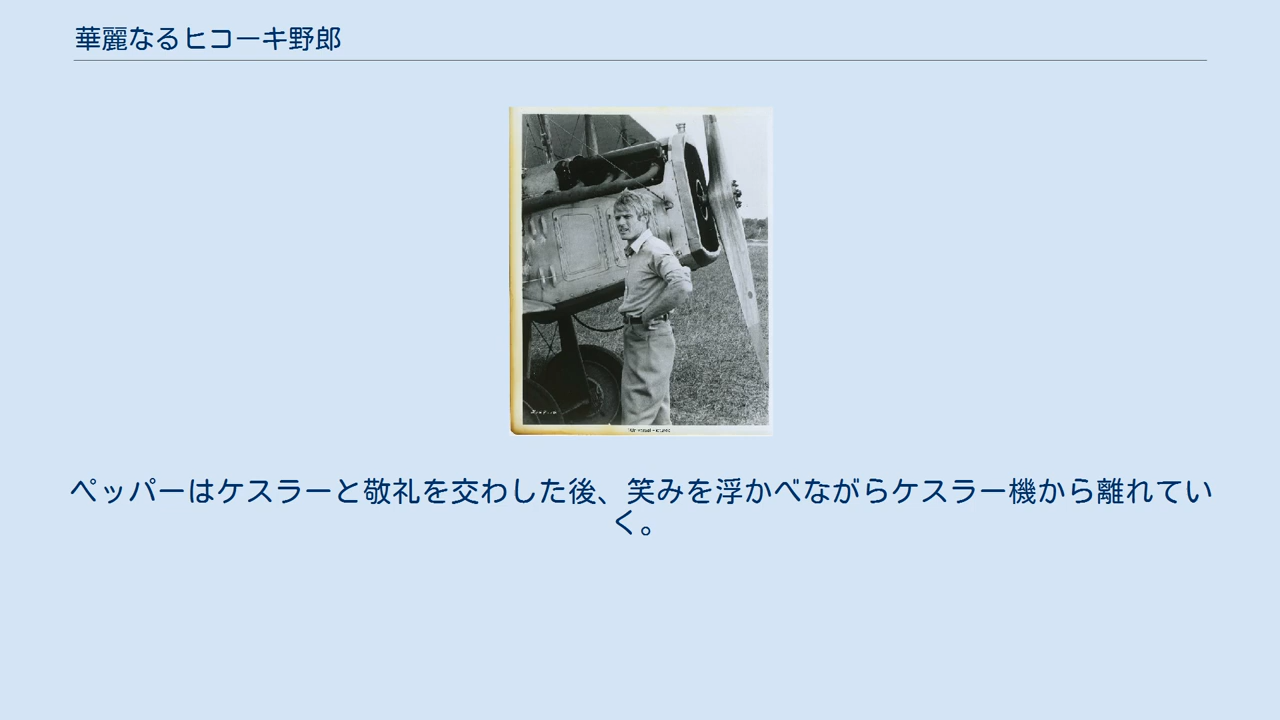 華麗なるヒコーキ野郎
ペッパーはケスラーと敬礼を交わした後、笑みを浮かべながらケスラー機から離れてい
く。